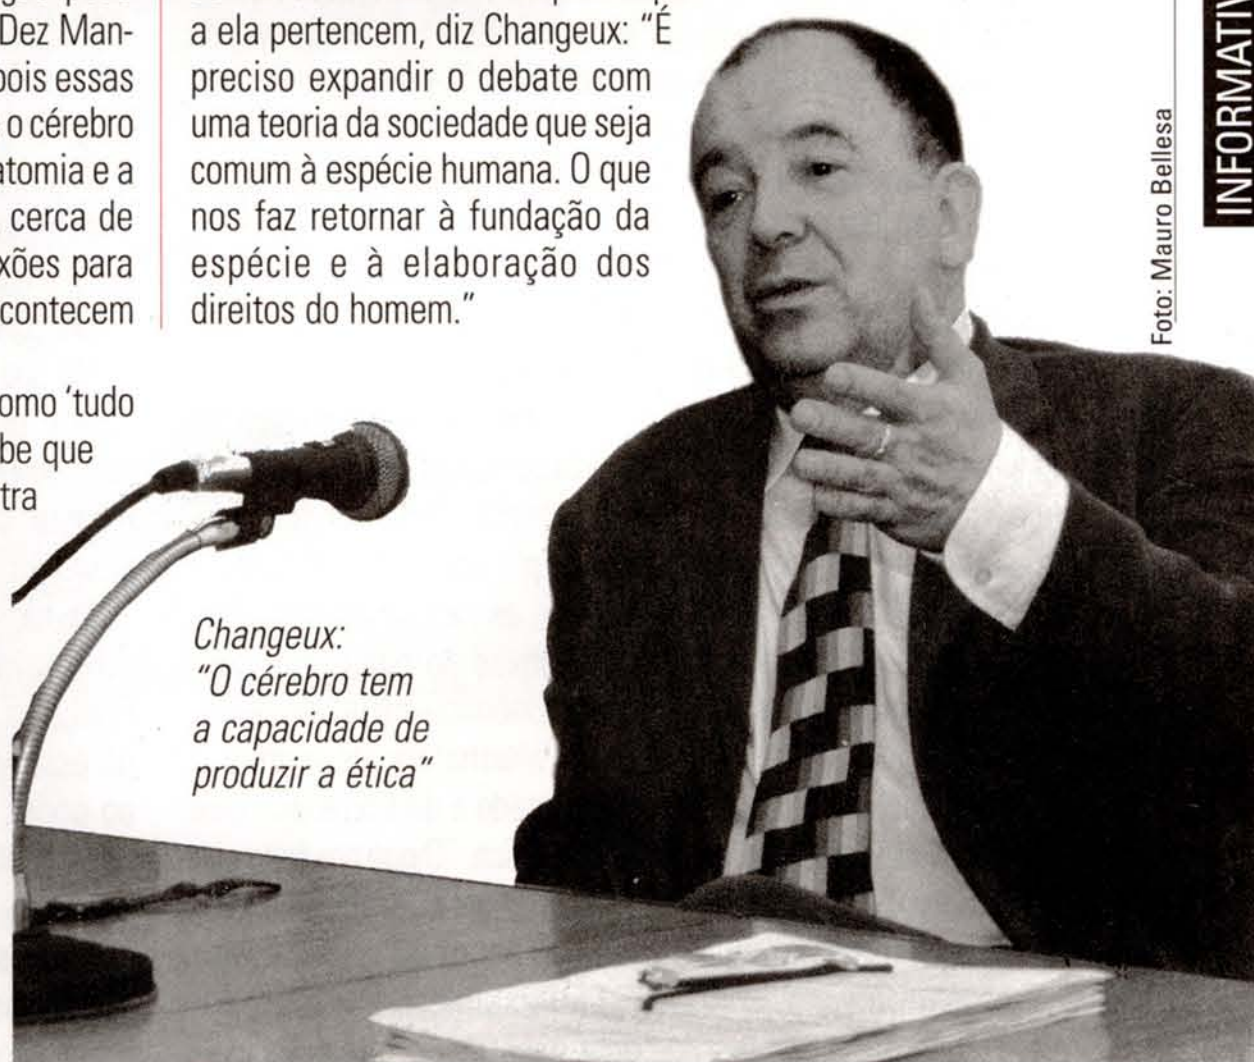 Dez Man-
pois essas
o cérebro
atomia e a
cerca de
xões para
contecem
omo ‘tudo
be que
tra
a ela pertencem, diz Changeux: “É
preciso expandir o debate com
uma teoria da sociedade que seja
comum à espécie humana. O que
nos faz retornar à fundação da
espécie e à elaboração dos
direitos do homem.”
Changeux:
“O cérebro tem
a capacidade de
produzir a ética”
Foto: Mauro Bellesa
INFORMATIV